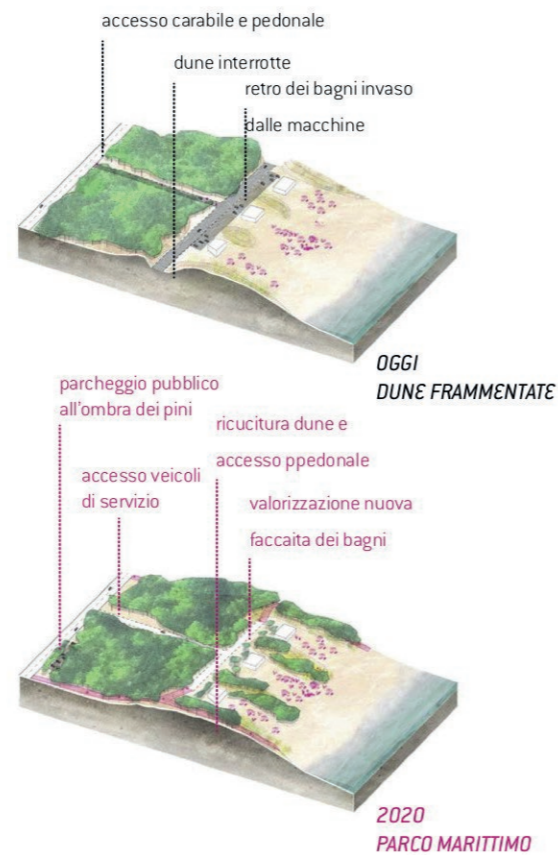 accesso carabile e pedonale
dune interrotte
retro dei bagni invaso
dalle macchine
OGGI
DUNE FRAMMENTATE
parcheggio pubblico
all'ombra dei pini
ricucitura dune e
accesso ppedonale
accesso veicoli
di servizio
valorizzazione nuova
faccaita dei bagni
2020
PARCO MARITTIMO